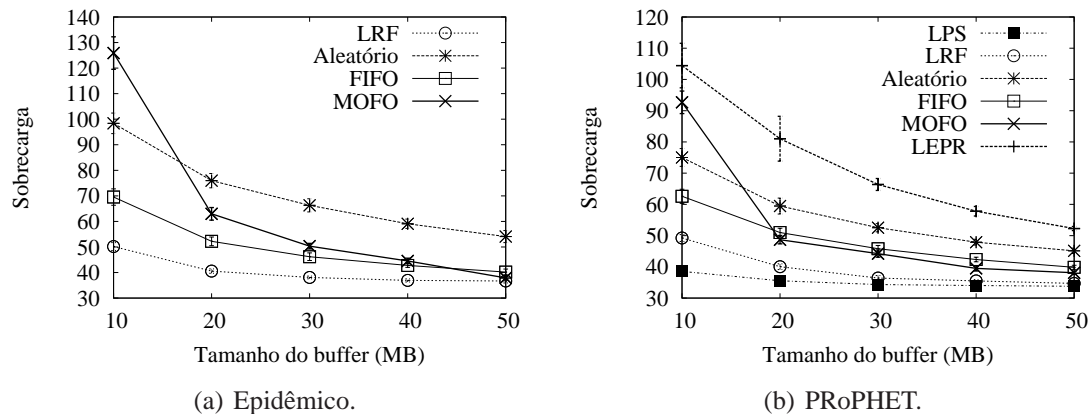 140
130
120
110
100
90
80
70
60
50
40
30
10 20 30 40 50
Sobrecarga
Tamanho do buffer (MB)
LRF
Aleatório
FIFO
MOFO
(a) Epidêmico.
120
110
100
90
80
70
60
50
40
30
10 20 30 40 50
Sobrecarga
Tamanho do buffer (MB)
LPS
LRF
Aleatório
FIFO
MOFO
LEPR
(b) PRoPHET.